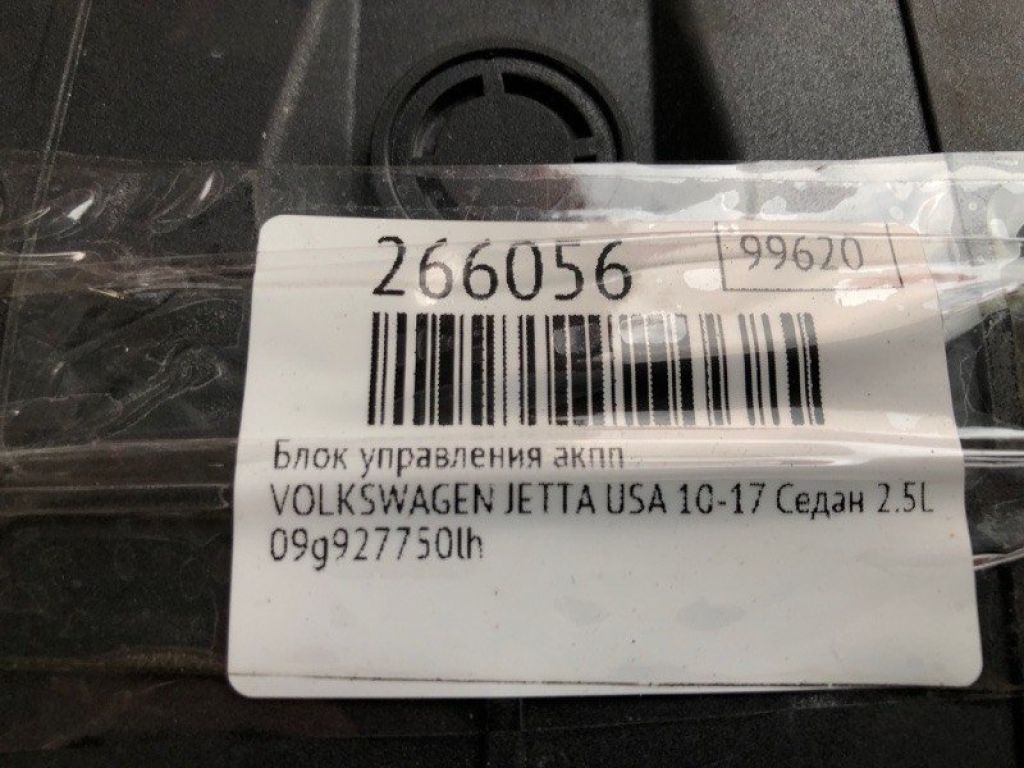 266056 99620
Блок управления акпп
VOLKSWAGEN JETTA USA 10-17 Седан 2.5L
09g927750lh